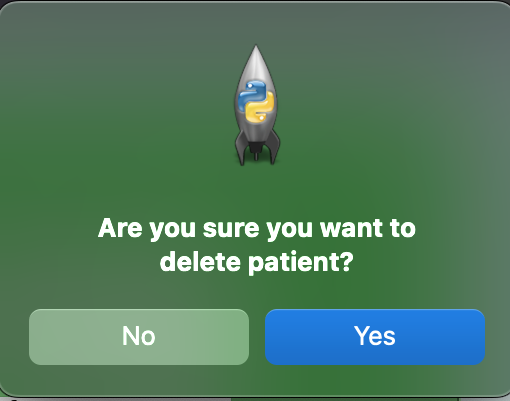 Are you sure you want to
delete patient?
No
Yes